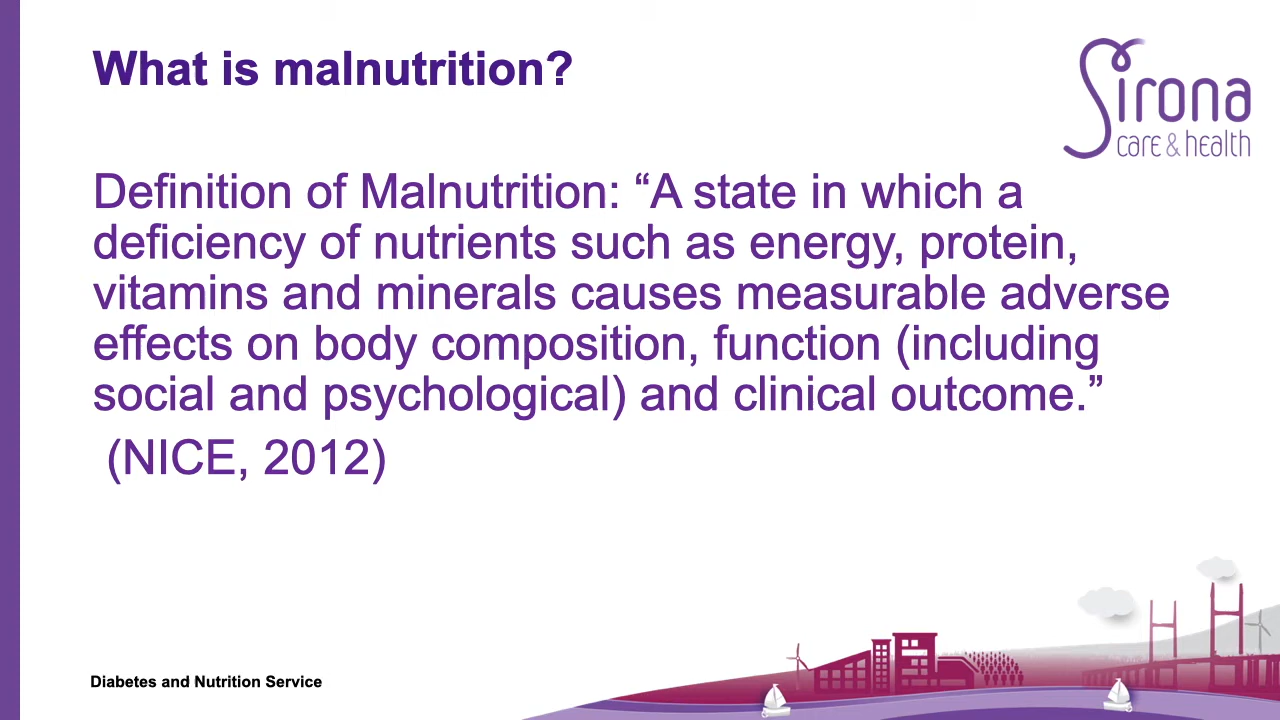 What is malnutrition?
Sirona
care & health
Definition of Malnutrition: “A state in which a
deficiency of nutrients such as energy, protein,
vitamins and minerals causes measurable adverse
effects on body composition, function (including
social and psychological) and clinical outcome.”
(NICE, 2012)
Diabetes and Nutrition Service